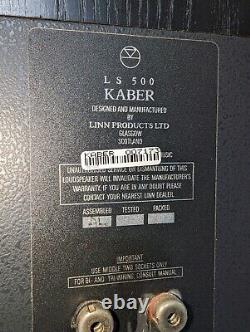 LS 500
KABER
DESIGNED AND MANUFACTURED
BY
LINN PRODUCTS LTD
GLASGOW
SCOTLAND
KABER
UNAUTHORISED SERVICE OR DISMANTLING OF THIS
LOUDSPEAKER WILL INVALIDATE THE MANUFACTURER'S
WARRANTY. IF YOU ARE IN ANY DOUBT PLEASE
CONTACT YOUR NEAREST LINN DEALER.
ASSEMBLED TESTED PACKED
IMPORTANT
USE MIDDLE TWO SOCKETS ONLY
FOR BI- AND TRI-WIRING, CONSULT MANUAL